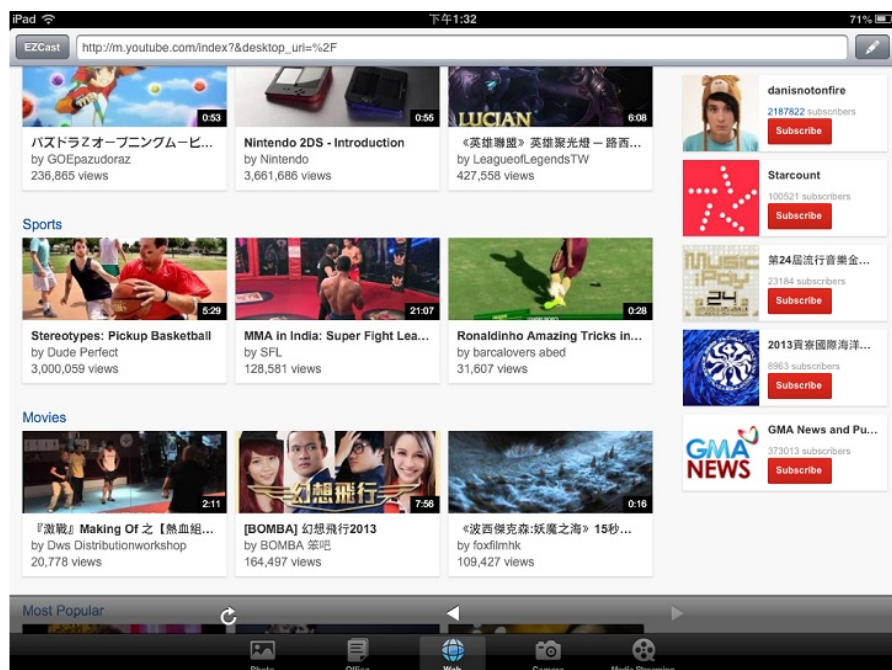 iPad
下午1:32
71%
EZCast
http://m.youtube.com/index?&desktop_uri=%2F
0:53
0:55
LUCIAN
6:08
パズドラZオープニングムービ...
by GOEpazudoraz
236,865 views
Nintendo 2DS - Introduction
by Nintendo
3,661,686 views
《英雄聯盟》英雄聚光燈 — 路西...
by LeagueofLegendsTW
427,558 views
Sports
5:29
21:07
0:28
Stereotypes: Pickup Basketball
by Dude Perfect
3,000,059 views
MMA in India: Super Fight Lea...
by SFL
128,581 views
Ronaldinho Amazing Tricks in...
by barcalovers abed
31,607 views
Movies
2:11
幻想飛行
7:56
0:16
『激戰』Making Of 之【熱血組...
by Dws Distributionworkshop
20,778 views
[BOMBA] 幻想飛行2013
by BOMBA 笨吧
164,497 views
《波西傑克森:妖魔之海》15秒...
by foxfilmhk
109,427 views
Most Popular
danisnotonfire
2187822 subscribers
Subscribe
Starcount
100521 subscribers
Subscribe
Music
24
第24屆流行音樂金...
23184 subscribers
Subscribe
2013貢寮國際海洋...
8963 subscribers
Subscribe
GMA
NEWS
GMA News and Pu...
373013 subscribers
Subscribe
Photo
Office
Web
Camera
Media Streaming